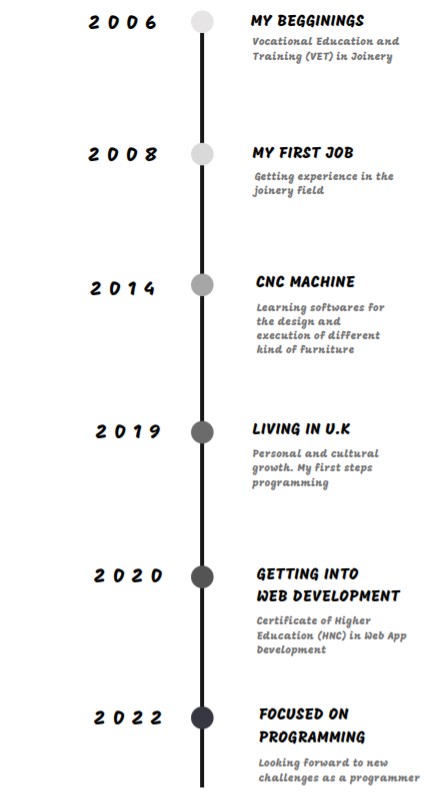 2006
MY BEGGININGS
Vocational Education and
Training (VET) in Joinery
2008
MY FIRST JOB
Getting experience in the
joinery field
2014
CNC MACHINE
Learning softwares for
the design and
execution of different
kind of furniture
2019
LIVING IN U.K
Personal and cultural
growth. My first steps
programming
2020
GETTING INTO
WEB DEVELOPMENT
Certificate of Higher
Education (HNC) in Web App
Development
2022
FOCUSED ON
PROGRAMMING
Looking forward to new
challenges as a programmer